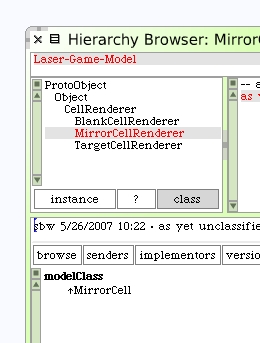 Hierarchy Browser: Mirror
Laser-Game-Model
ProtoObject
Object
CellRenderer
BlankCellRenderer
MirrorCellRenderer
TargetCellRenderer
-- a
as
instance ? class
sbw 5/26/2007 10:22 · as yet unclassifie
browse senders implementors versio
modelClass
↑MirrorCell